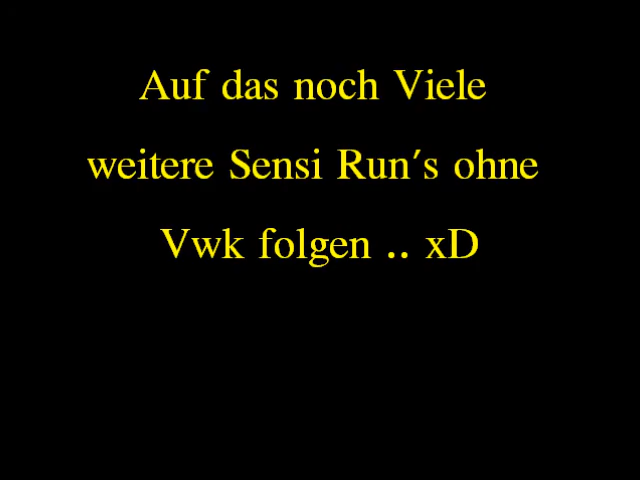 Auf das noch Viele
weitere Sensi Run's ohne
Vwk folgen .. xD